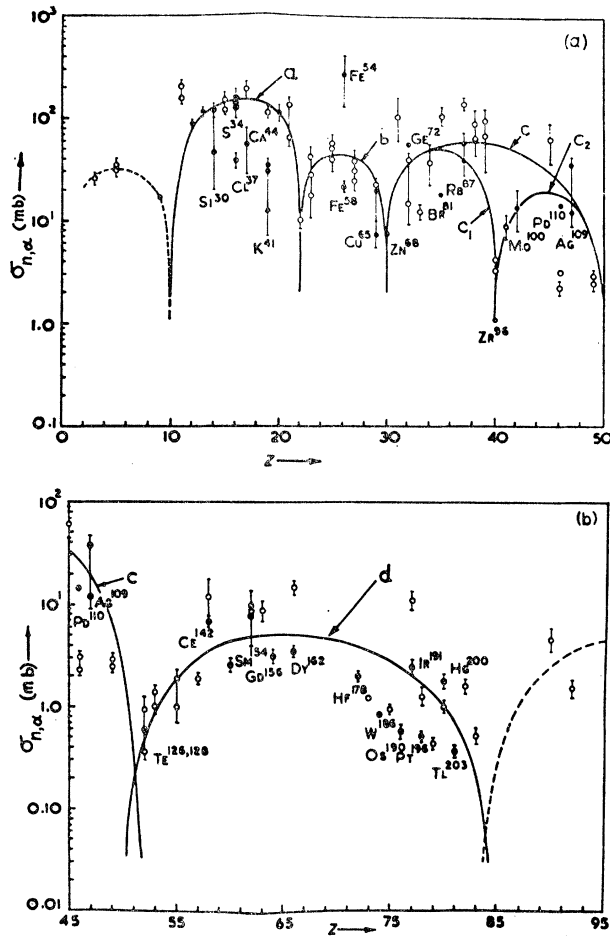 10³
(a)
a
Fe⁵⁴
10²
S³⁴
Ca⁴⁴
b
Ge⁷²
C
C₂
Cl³⁷
Si³⁰
Fe⁵⁸
Rb⁸⁷
Br⁸¹
Pd¹¹⁰
10
K⁴¹
Cu⁶⁵
Zn⁶⁸
C₁
Mo¹⁰⁰
Ag¹⁰⁹
σn,α (mb)
1.0
Zr⁹⁶
0.1
0 10 20 30 40 50
Z
10²
(b)
C
d
Ag¹⁰⁹
Pd¹¹⁰
10¹
Ce¹⁴²
Sm¹⁵⁴
Gd¹⁵⁶
Dy¹⁶²
Ir¹⁹¹
Hg²⁰⁰
Hf¹⁷⁸
1.0
W¹⁸⁶
Os¹⁹⁰
Pt¹⁹⁶
Tl²⁰³
Te¹²⁶,¹²⁸
σn,α (mb)
0.10
0.01
45 55 65 75 85 95
Z